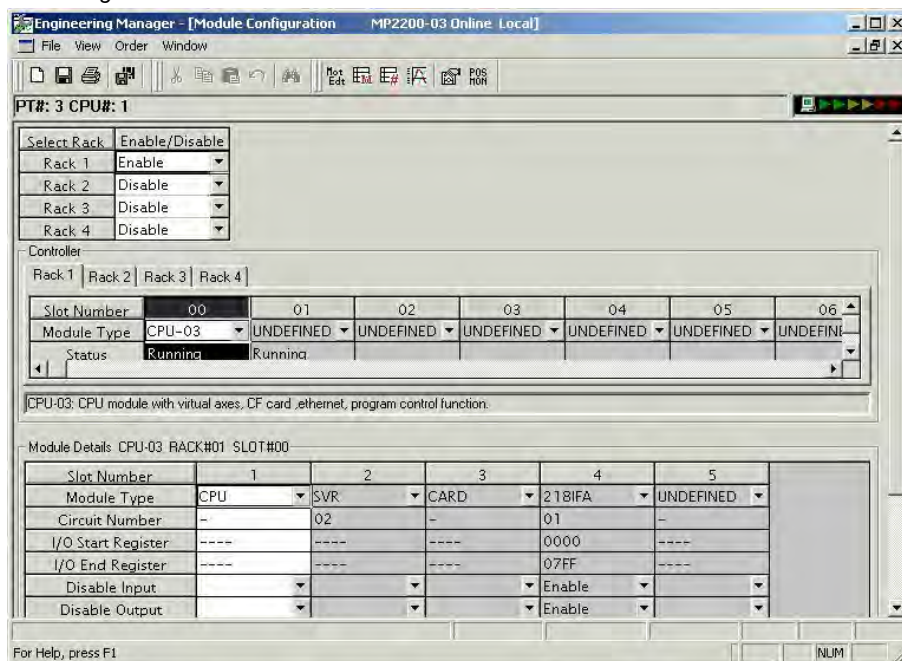 Engineering Manager - [Module Configuration MP2200-03 Online Local]
File View Order Window
Mot Edt POS MON
PT#: 3 CPU#: 1
Select Rack Enable/Disable
Rack 1 Enable
Rack 2 Disable
Rack 3 Disable
Rack 4 Disable
Controller
Rack 1 Rack 2 Rack 3 Rack 4
Slot Number 00 01 02 03 04 05 06
Module Type CPU-03 UNDEFINED UNDEFINED UNDEFINED UNDEFINED UNDEFINED UNDEFINE
Status Running Running
CPU-03: CPU module with virtual axes, CF card ,ethernet, program control function.
Module Details CPU-03 RACK#01 SLOT#00
Slot Number 1 2 3 4 5
Module Type CPU SVR CARD 218IFA UNDEFINED
Circuit Number - 02 - 01 -
I/O Start Register ---- ---- ---- 0000 ----
I/O End Register ---- ---- ---- 07FF ----
Disable Input Enable
Disable Output Enable
For Help, press F1 NUM